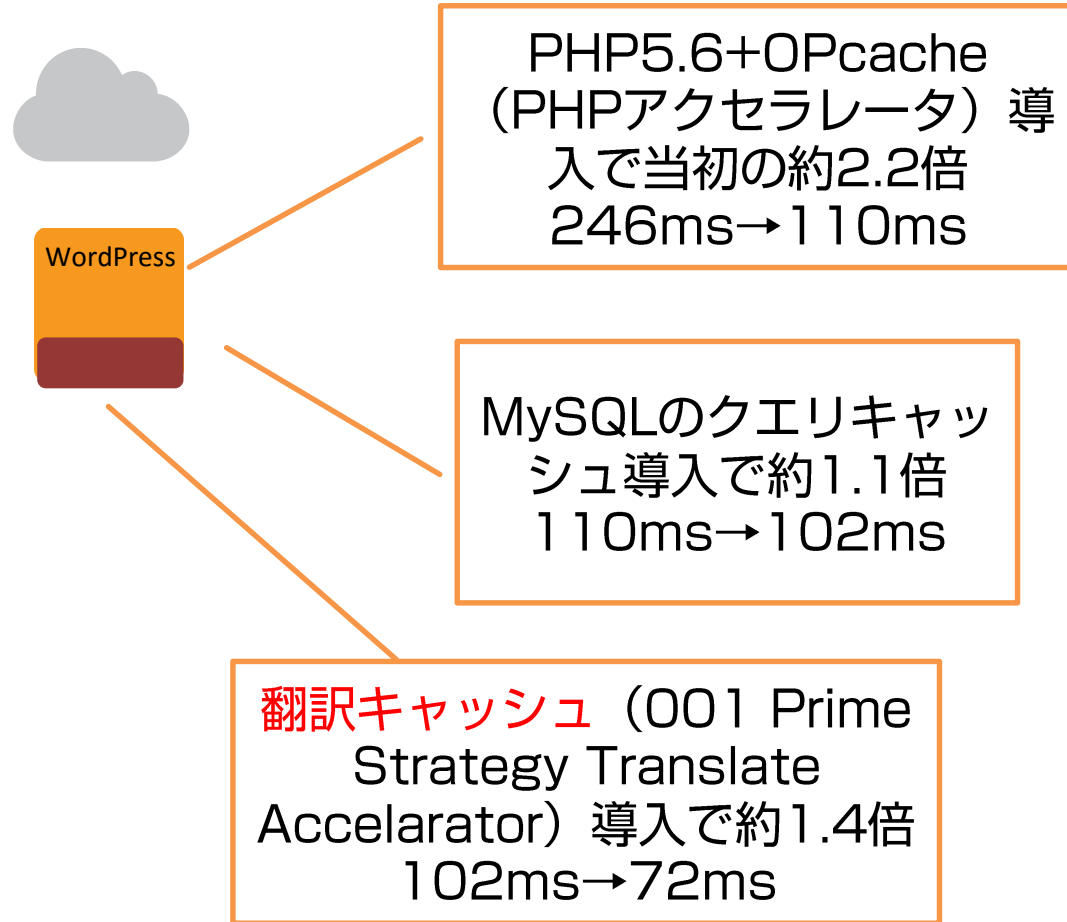 PHP5.6+OPcache
（PHPアクセラレータ）導
入で当初の約2.2倍
246ms→110ms
WordPress
MySQLのクエリキャッ
シュ導入で約1.1倍
110ms→102ms
翻訳キャッシュ（001 Prime
Strategy Translate
Accelarator）導入で約1.4倍
102ms→72ms